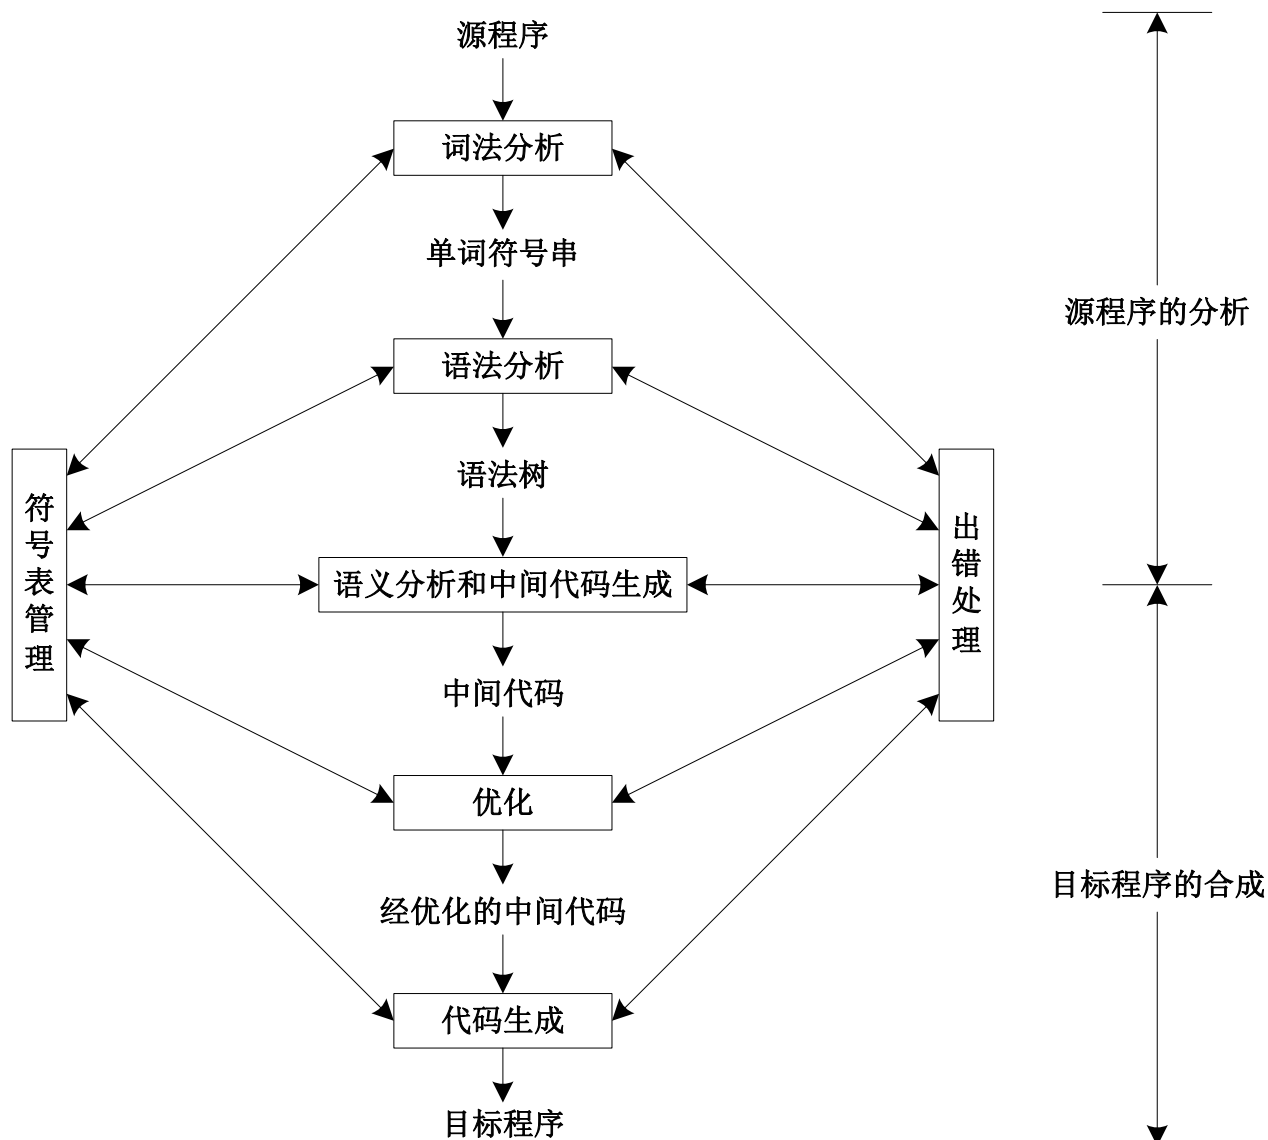 源程序
词法分析
单词符号串
源程序的分析
语法分析
语法树
符号表管理
出错处理
语义分析和中间代码生成
中间代码
优化
目标程序的合成
经优化的中间代码
代码生成
目标程序